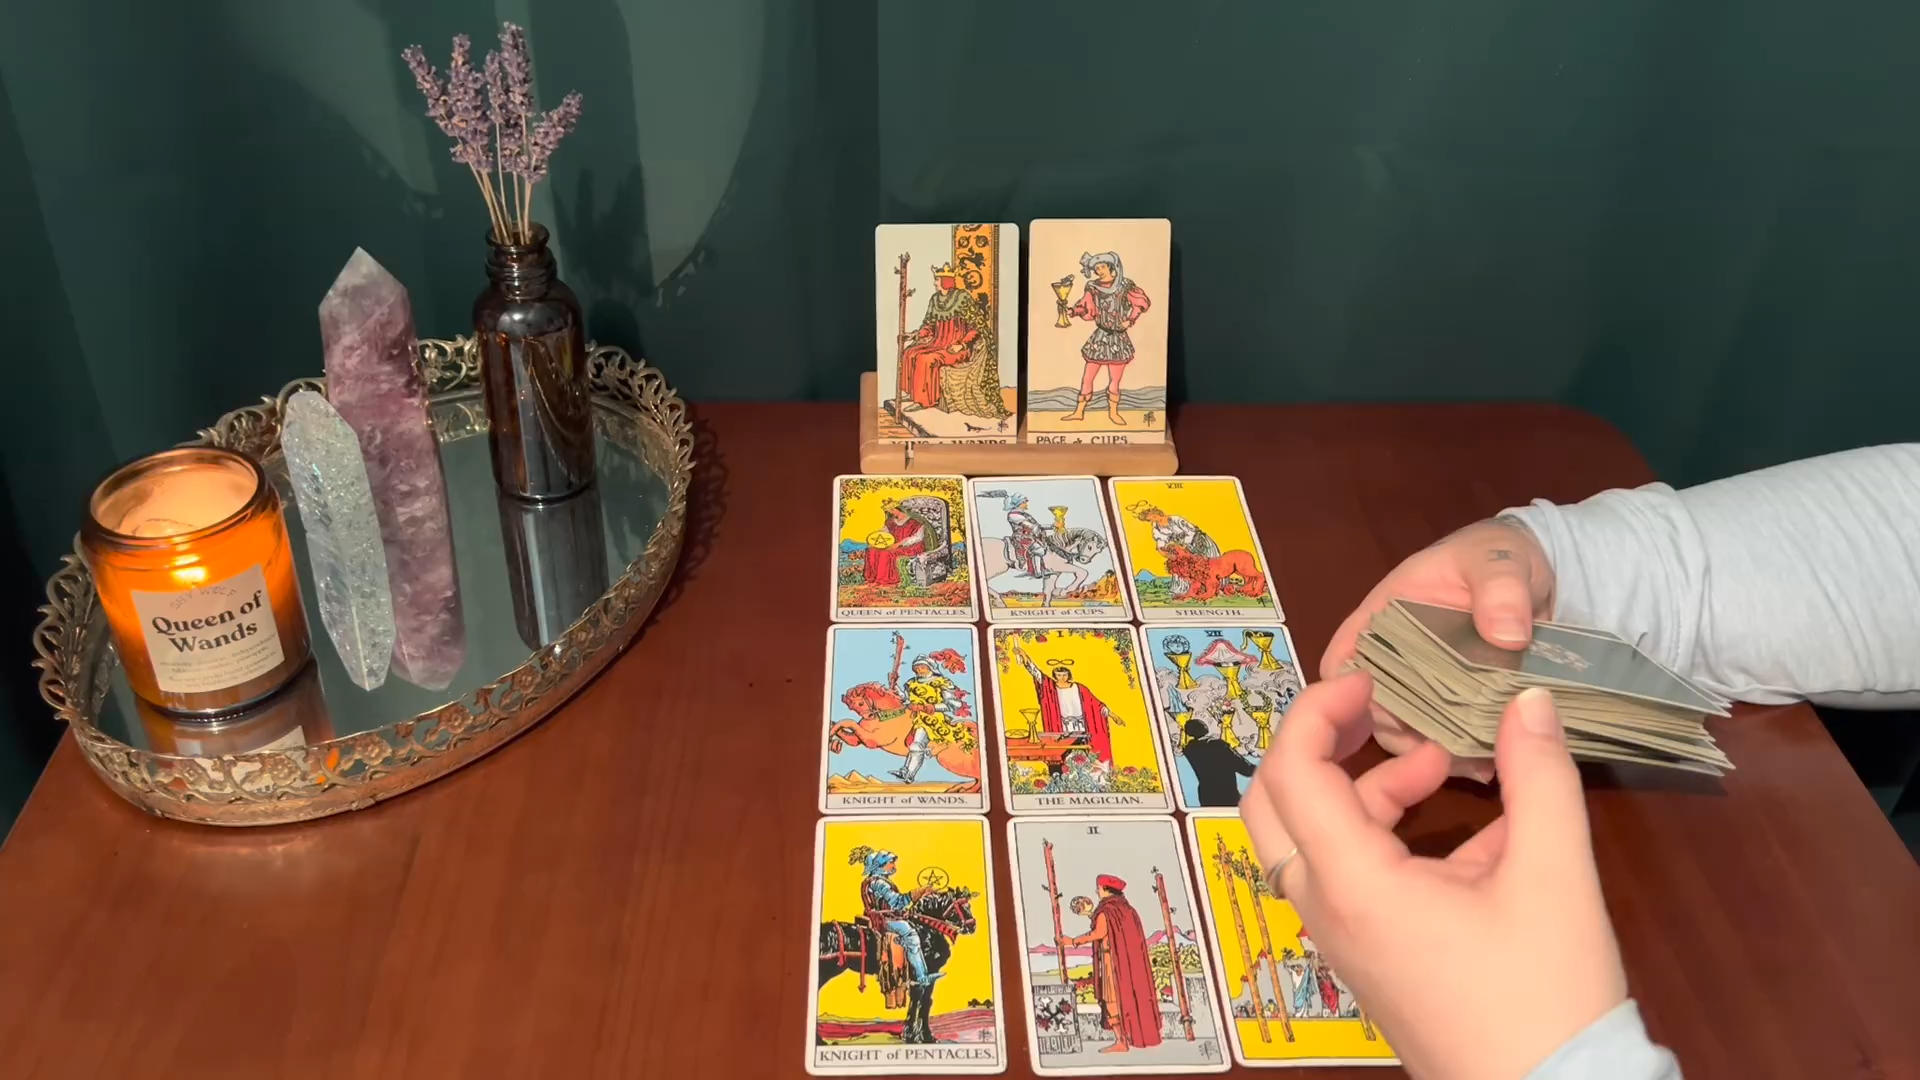 PAGE of CUPS.
VIII
QUEEN of PENTACLES.
KNIGHT of CUPS.
STRENGTH.
I
VII
KNIGHT of WANDS.
THE MAGICIAN.
II
KNIGHT of PENTACLES.
Queen of
Wands